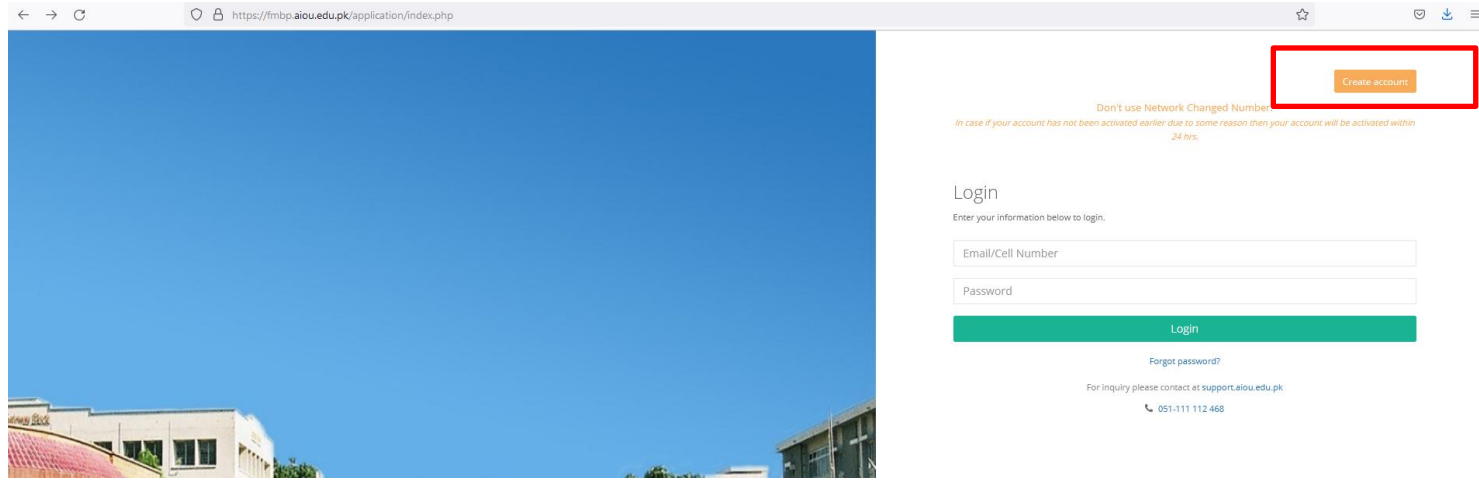 https://fmbp.aiou.edu.pk/application/index.php
Create account
Don't use Network Changed Number.
In case if your account has not been activated earlier due to some reason then your account will be activated within
24 hrs.
Login
Enter your information below to login.
Email/Cell Number
Password
Login
Forgot password?
For inquiry please contact at support.aiou.edu.pk
051-111 112 468